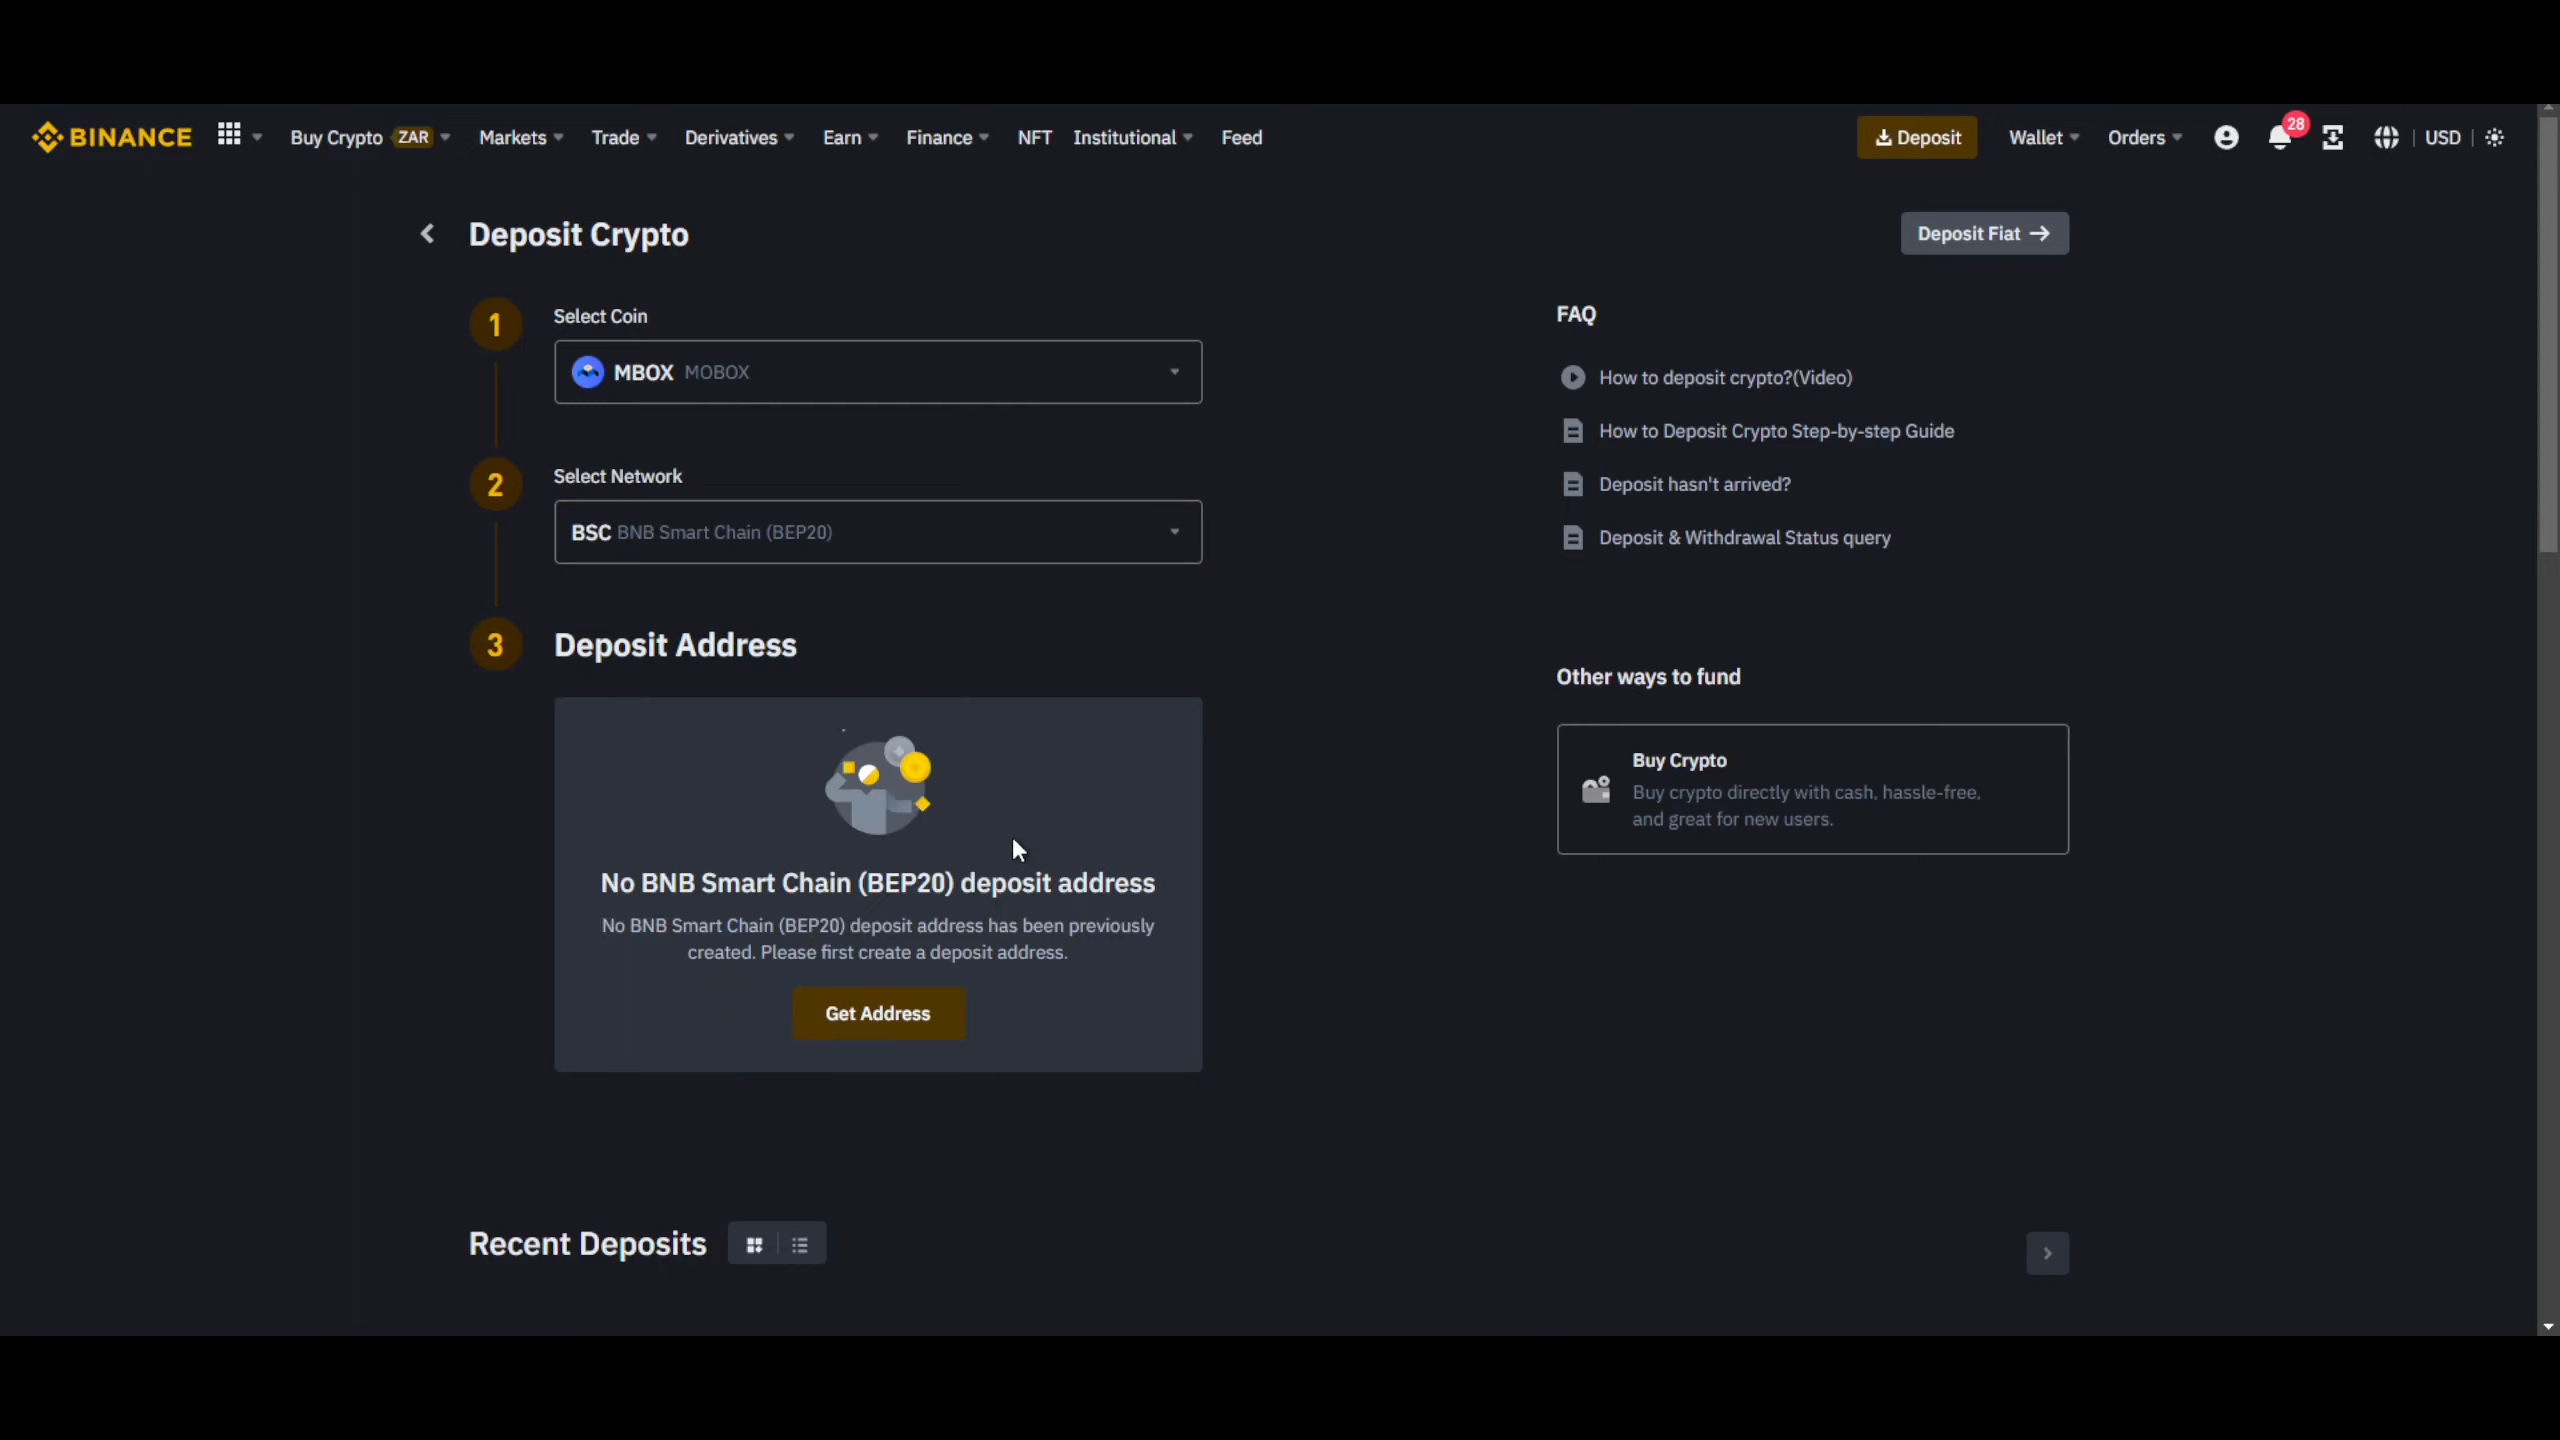 BINANCE Buy Crypto ZAR Markets Trade Derivatives Earn Finance NFT Institutional Feed Deposit Wallet Orders 28 USD
Deposit Crypto
Deposit Fiat →
1
Select Coin
MBOX MOBOX
2
Select Network
BSC BNB Smart Chain (BEP20)
3
Deposit Address
No BNB Smart Chain (BEP20) deposit address
No BNB Smart Chain (BEP20) deposit address has been previously
created. Please first create a deposit address.
Get Address
FAQ
How to deposit crypto?(Video)
How to Deposit Crypto Step-by-step Guide
Deposit hasn't arrived?
Deposit & Withdrawal Status query
Other ways to fund
Buy Crypto
Buy crypto directly with cash, hassle-free,
and great for new users.
Recent Deposits